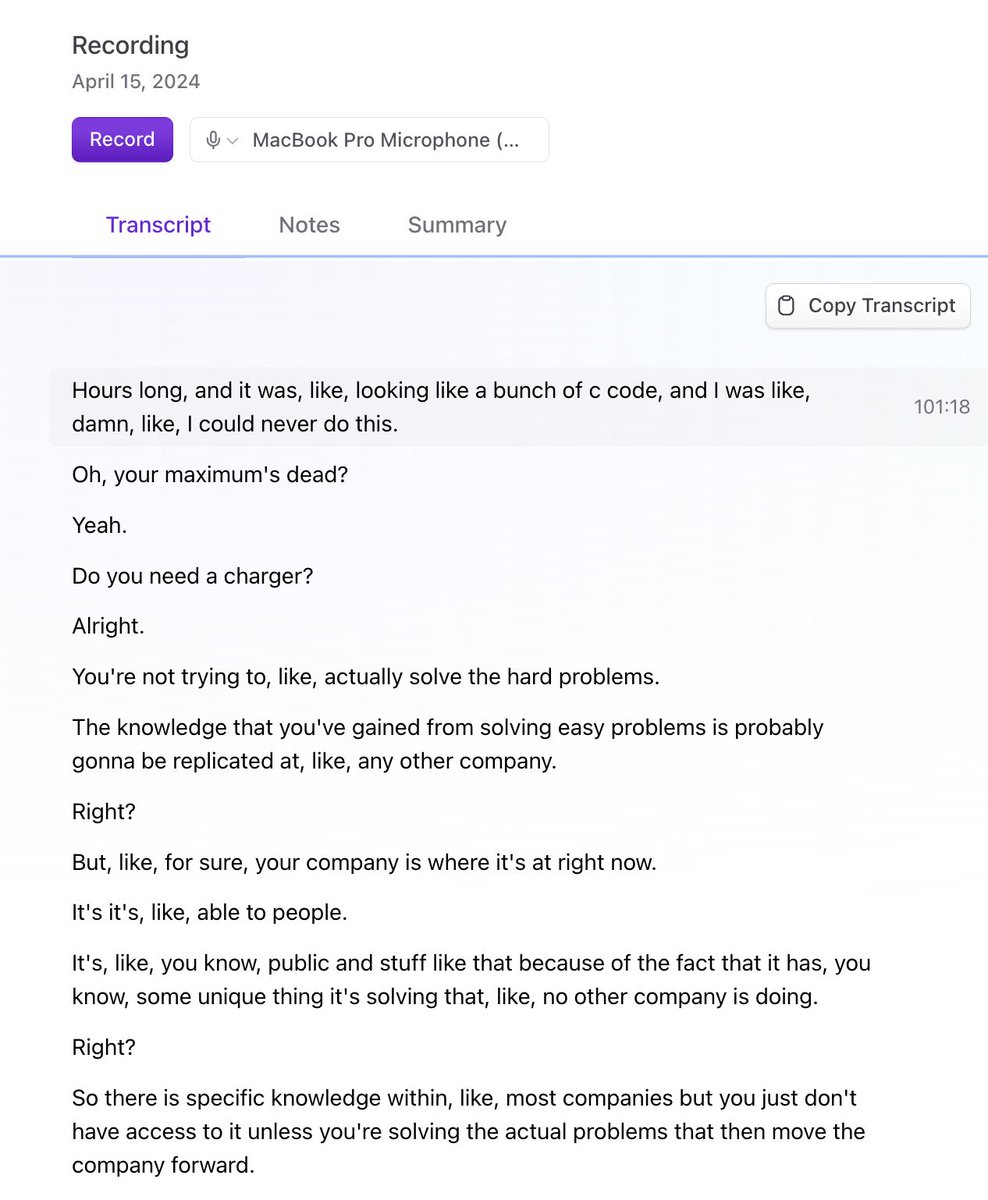 Recording
April 15, 2024
Record
MacBook Pro Microphone (...
Transcript
Notes
Summary
Copy Transcript
Hours long, and it was, like, looking like a bunch of c code, and I was like,
damn, like, I could never do this.
101:18
Oh, your maximum's dead?
Yeah.
Do you need a charger?
Alright.
You're not trying to, like, actually solve the hard problems.
The knowledge that you've gained from solving easy problems is probably
gonna be replicated at, like, any other company.
Right?
But, like, for sure, your company is where it's at right now.
It's it's, like, able to people.
It's, like, you know, public and stuff like that because of the fact that it has, you
know, some unique thing it's solving that, like, no other company is doing.
Right?
So there is specific knowledge within, like, most companies but you just don't
have access to it unless you're solving the actual problems that then move the
company forward.